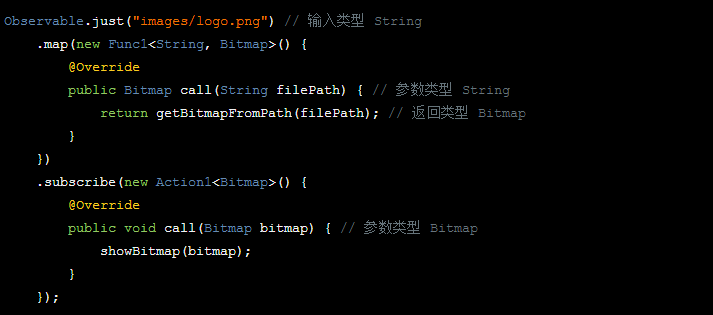 Observable.just("images/logo.png") // 输入类型 String
    .map(new Func1<String, Bitmap>() {
        @Override
        public Bitmap call(String filePath) { // 参数类型 String
            return getBitmapFromPath(filePath); // 返回类型 Bitmap
        }
    })
    .subscribe(new Action1<Bitmap>() {
        @Override
        public void call(Bitmap bitmap) { // 参数类型 Bitmap
            showBitmap(bitmap);
        }
    });